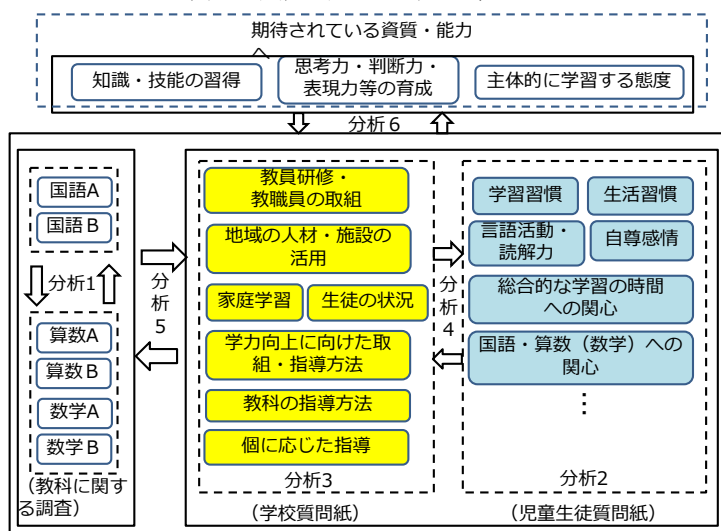 期待されている資質・能力
知識・技能の習得
思考力・判断力・
表現力等の育成
主体的に学習する態度
分析６
国語A
国語Ｂ
分析1
算数A
算数Ｂ
数学A
数学Ｂ
（教科に関す
る調査）
分析５
教員研修・
教職員の取組
地域の人材・施設の
活用
家庭学習
生徒の状況
学力向上に向けた取
組・指導方法
教科の指導方法
個に応じた指導
分析3
（学校質問紙）
分析４
学習習慣
生活習慣
言語活動・
読解力
自尊感情
総合的な学習の時間
への関心
国語・算数（数学）への
関心
…
分析2
（児童生徒質問紙）